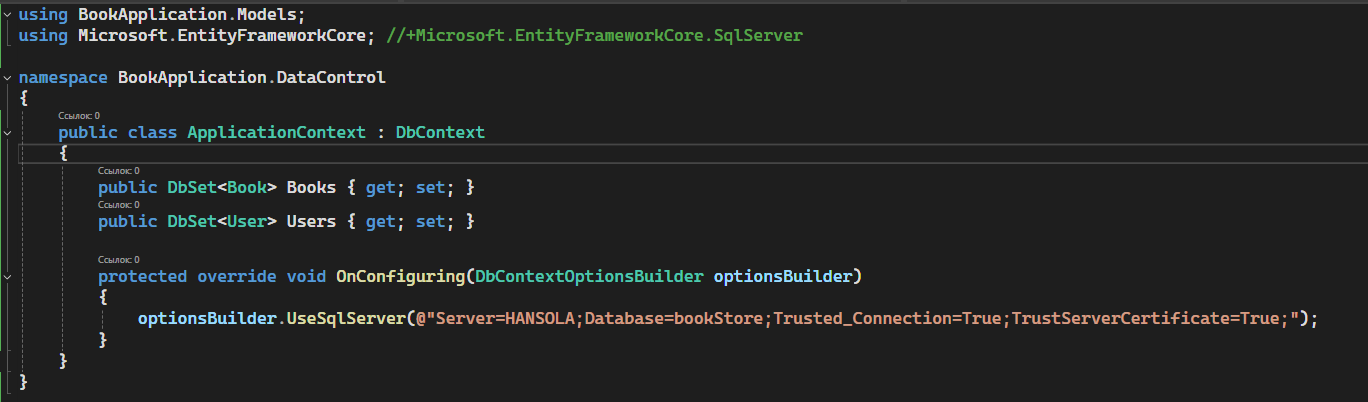 using BookApplication.Models;
using Microsoft.EntityFrameworkCore; //+Microsoft.EntityFrameworkCore.SqlServer
namespace BookApplication.DataControl
{
Ссылок: 0
public class ApplicationContext : DbContext
{
Ссылок: 0
public DbSet<Book> Books { get; set; }
Ссылок: 0
public DbSet<User> Users { get; set; }
Ссылок: 0
protected override void OnConfiguring(DbContextOptionsBuilder optionsBuilder)
{
optionsBuilder.UseSqlServer(@"Server=HANSOLA;Database=bookStore;Trusted_Connection=True;TrustServerCertificate=True;");
}
}
}